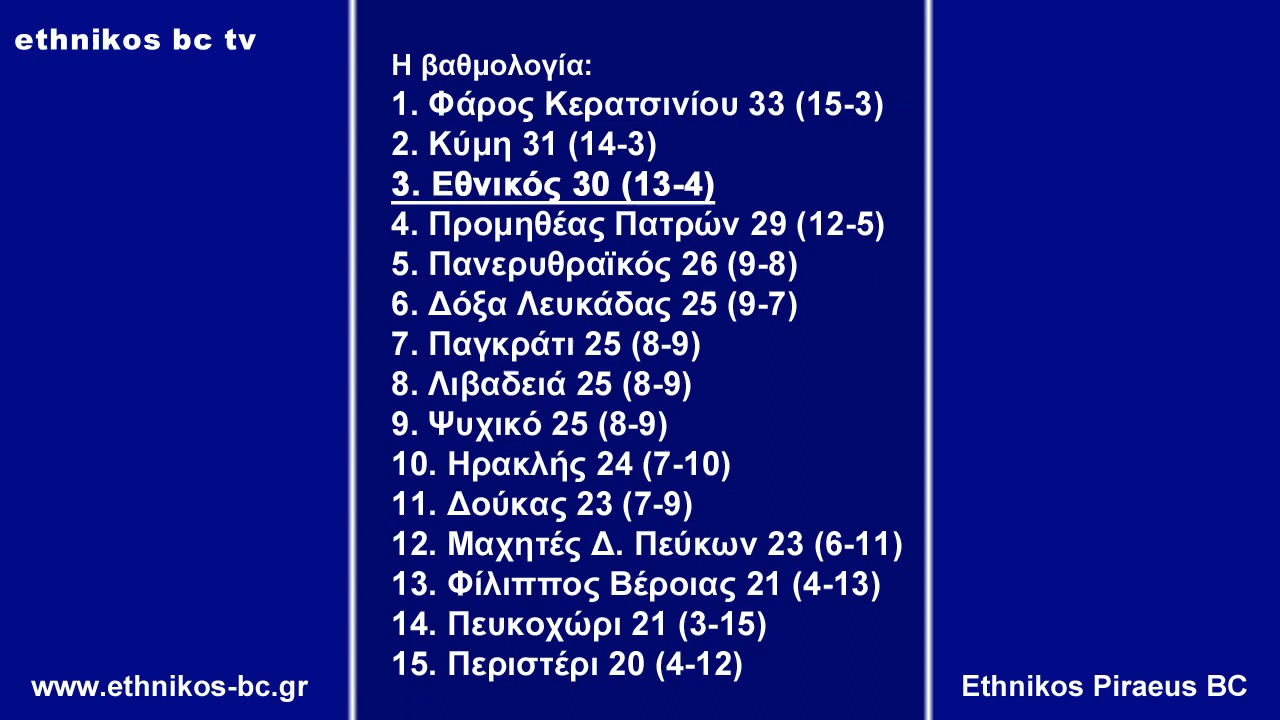 ethnikos bc tv
Η βαθμολογία:
1. Φάρος Κερατσινίου 33 (15-3)
2. Κύμη 31 (14-3)
3. Εθνικός 30 (13-4)
4. Προμηθέας Πατρών 29 (12-5)
5. Πανερυθραϊκός 26 (9-8)
6. Δόξα Λευκάδας 25 (9-7)
7. Παγκράτι 25 (8-9)
8. Λιβαδειά 25 (8-9)
9. Ψυχικό 25 (8-9)
10. Ηρακλής 24 (7-10)
11. Δούκας 23 (7-9)
12. Μαχητές Δ. Πεύκων 23 (6-11)
13. Φίλιππος Βέροιας 21 (4-13)
14. Πευκοχώρι 21 (3-15)
15. Περιστέρι 20 (4-12)
www.ethnikos-bc.gr
Ethnikos Piraeus BC